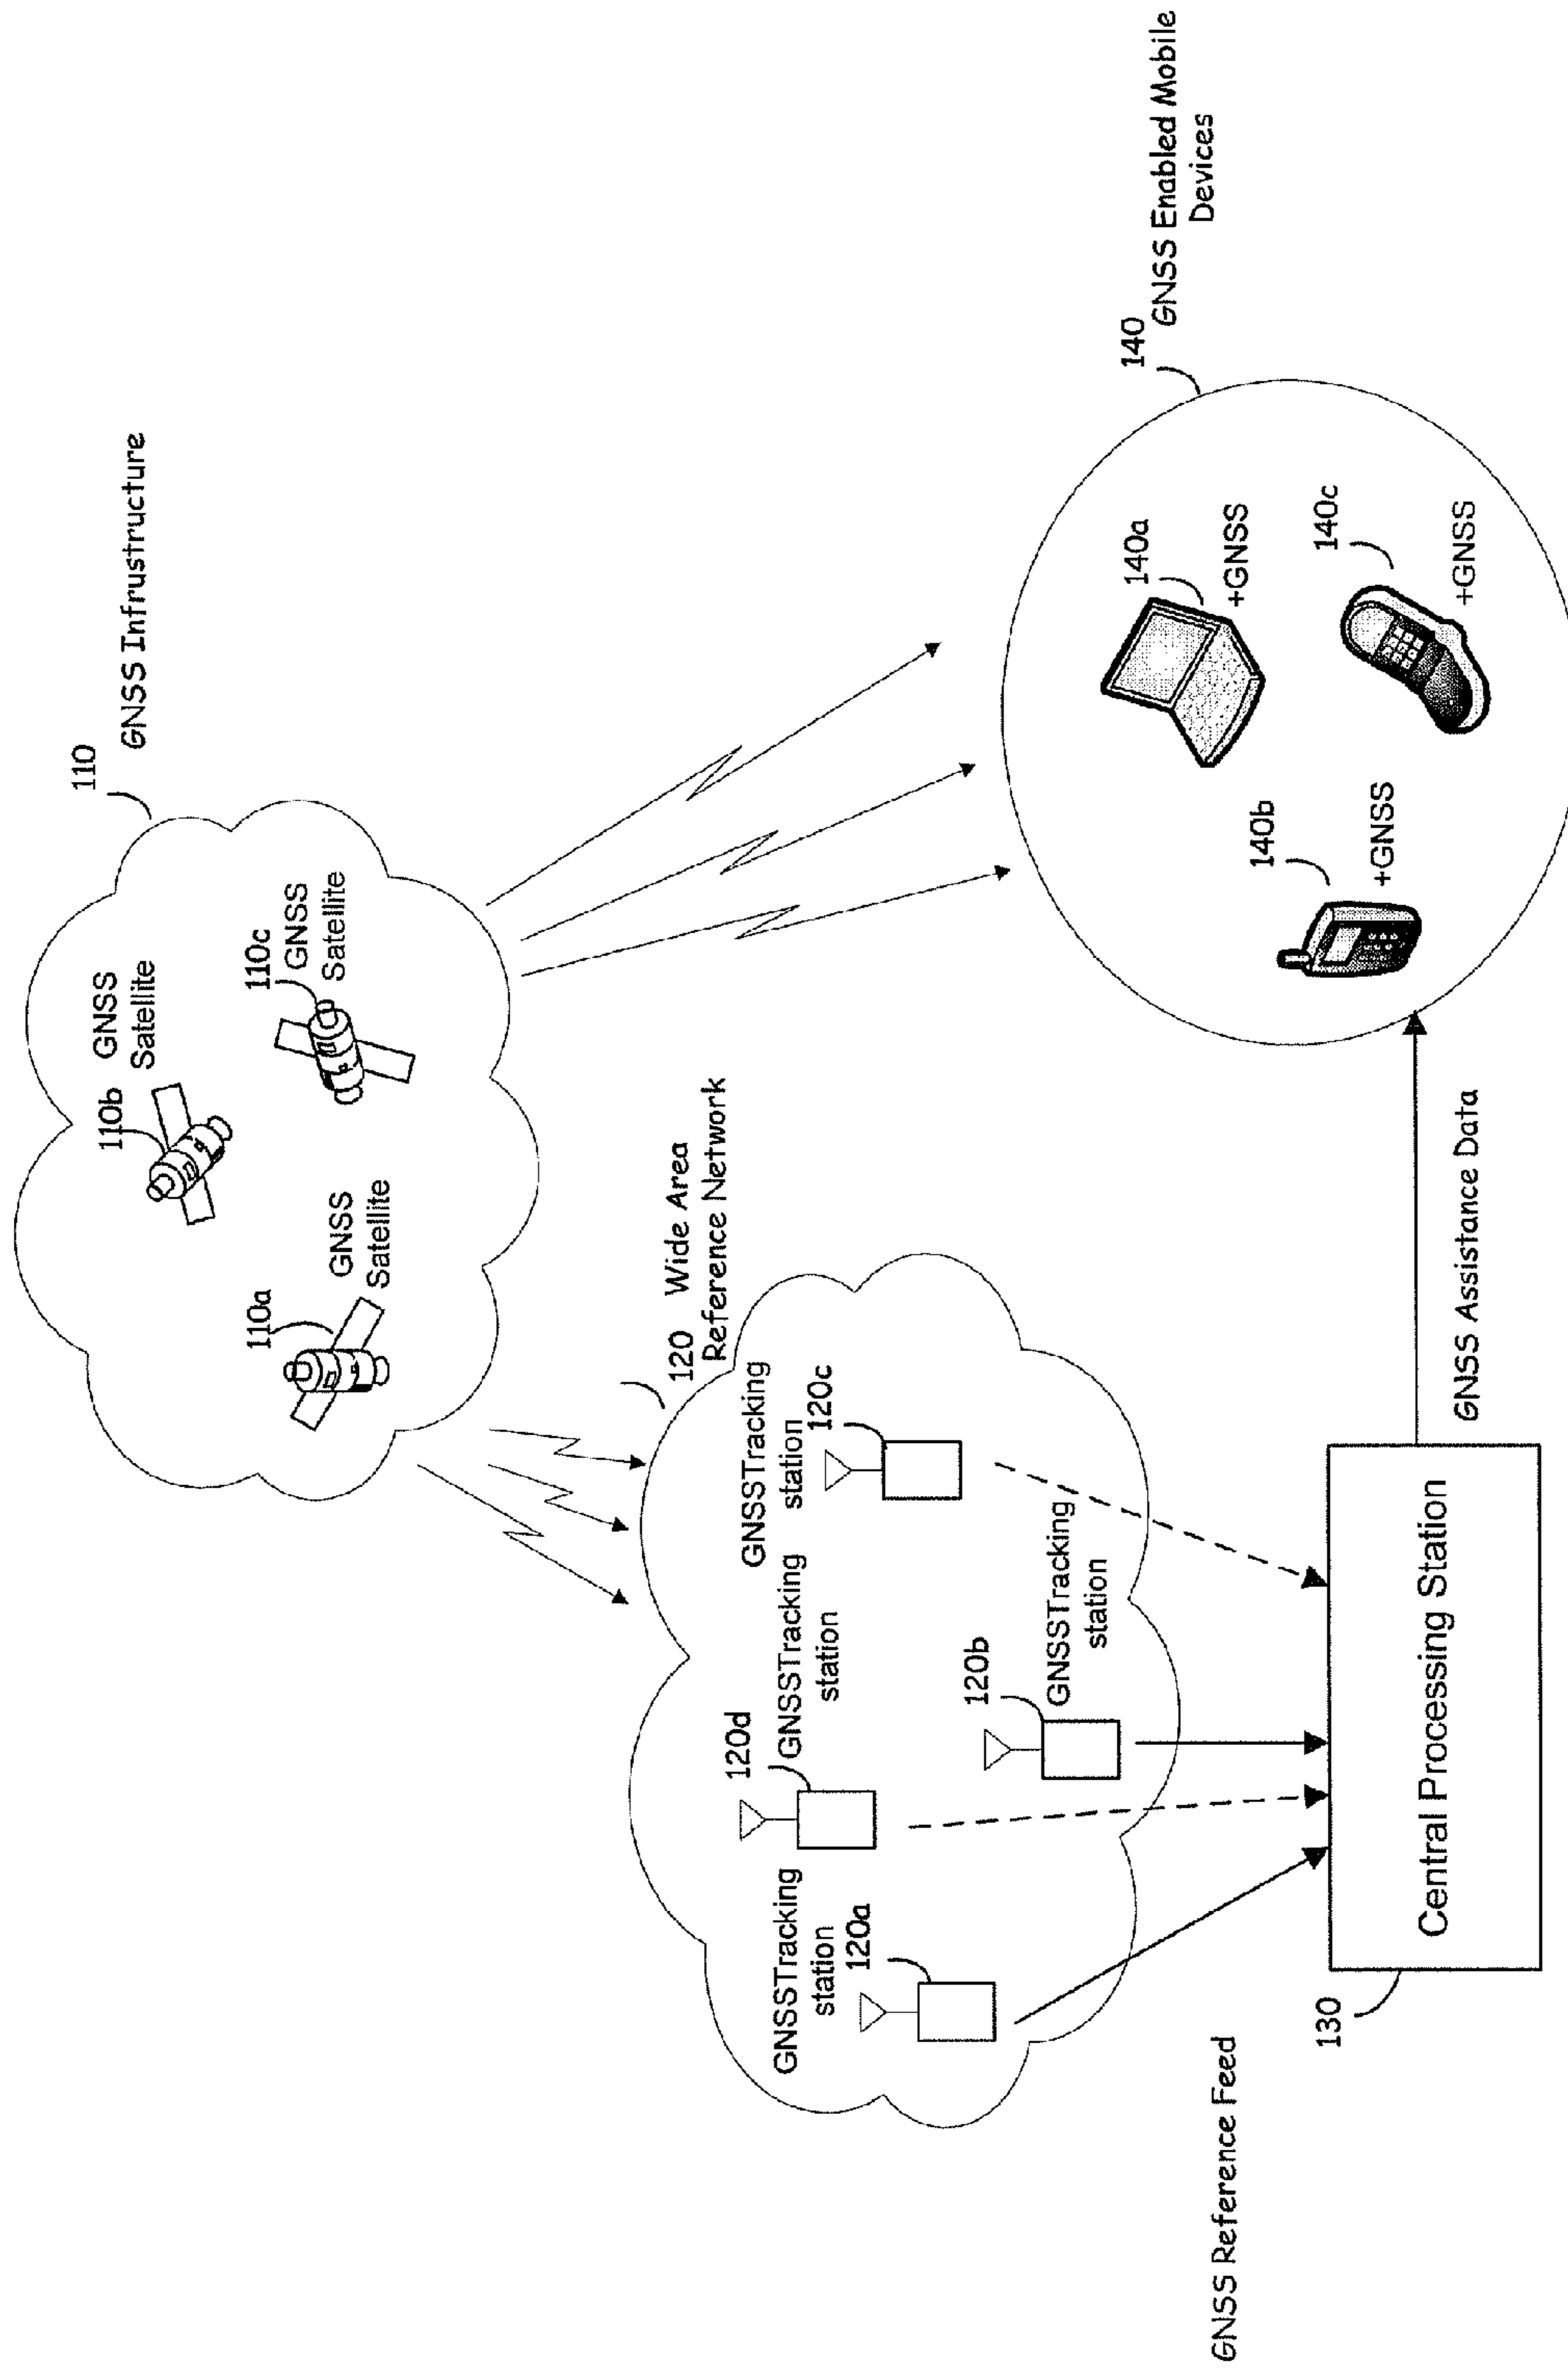 110
GNSS Infrustructure
110b
GNSS
Satellite
110c
GNSS
Satellite
110a
GNSS
Satellite
120 Wide Area
Reference Network
GNSSTracking
station
120a
120d
GNSSTracking
station
GNSSTracking
station
120c
120b
GNSSTracking
station
140
GNSS Enabled Mobile
Devices
140a
+GNSS
140b
+GNSS
140c
+GNSS
GNSS Reference Feed
130
Central Processing Station
GNSS Assistance Data